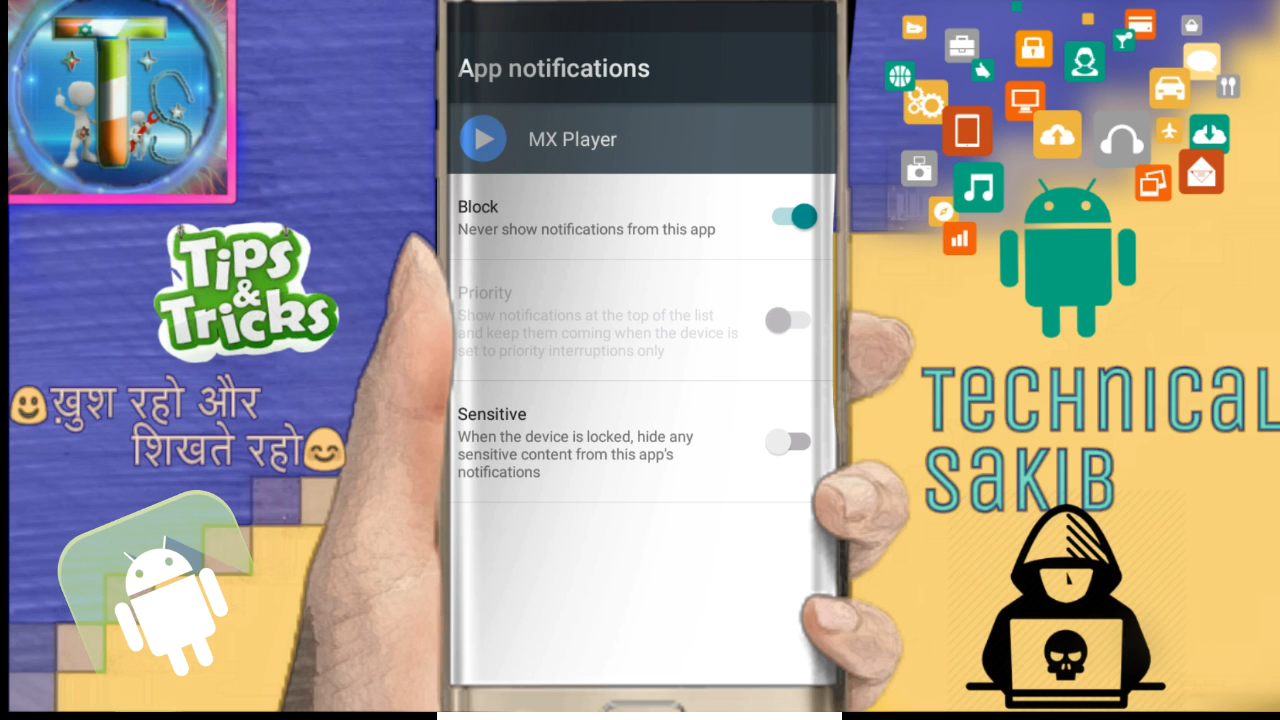 TS
Tips
&
Tricks
ख़ुश रहो और
शिखते रहो
App notifications
MX Player
Block
Never show notifications from this app
Priority
Show notifications at the top of the list
and keep them coming when the device is
set to priority interruptions only
Sensitive
When the device is locked, hide any
sensitive content from this app's
notifications
TECHNICAL
SAKIB